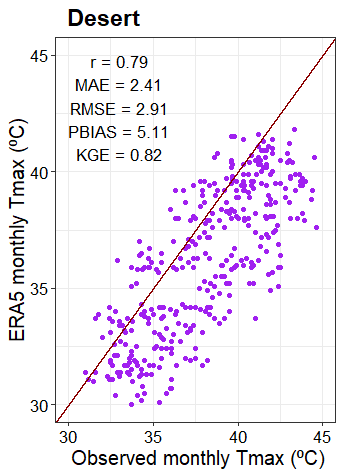 Desert
r = 0.79
MAE = 2.41
RMSE = 2.91
PBIAS = 5.11
KGE = 0.82
ERA5 monthly Tmax (ºC)
45
40
35
30
30 35 40 45
Observed monthly Tmax (ºC)